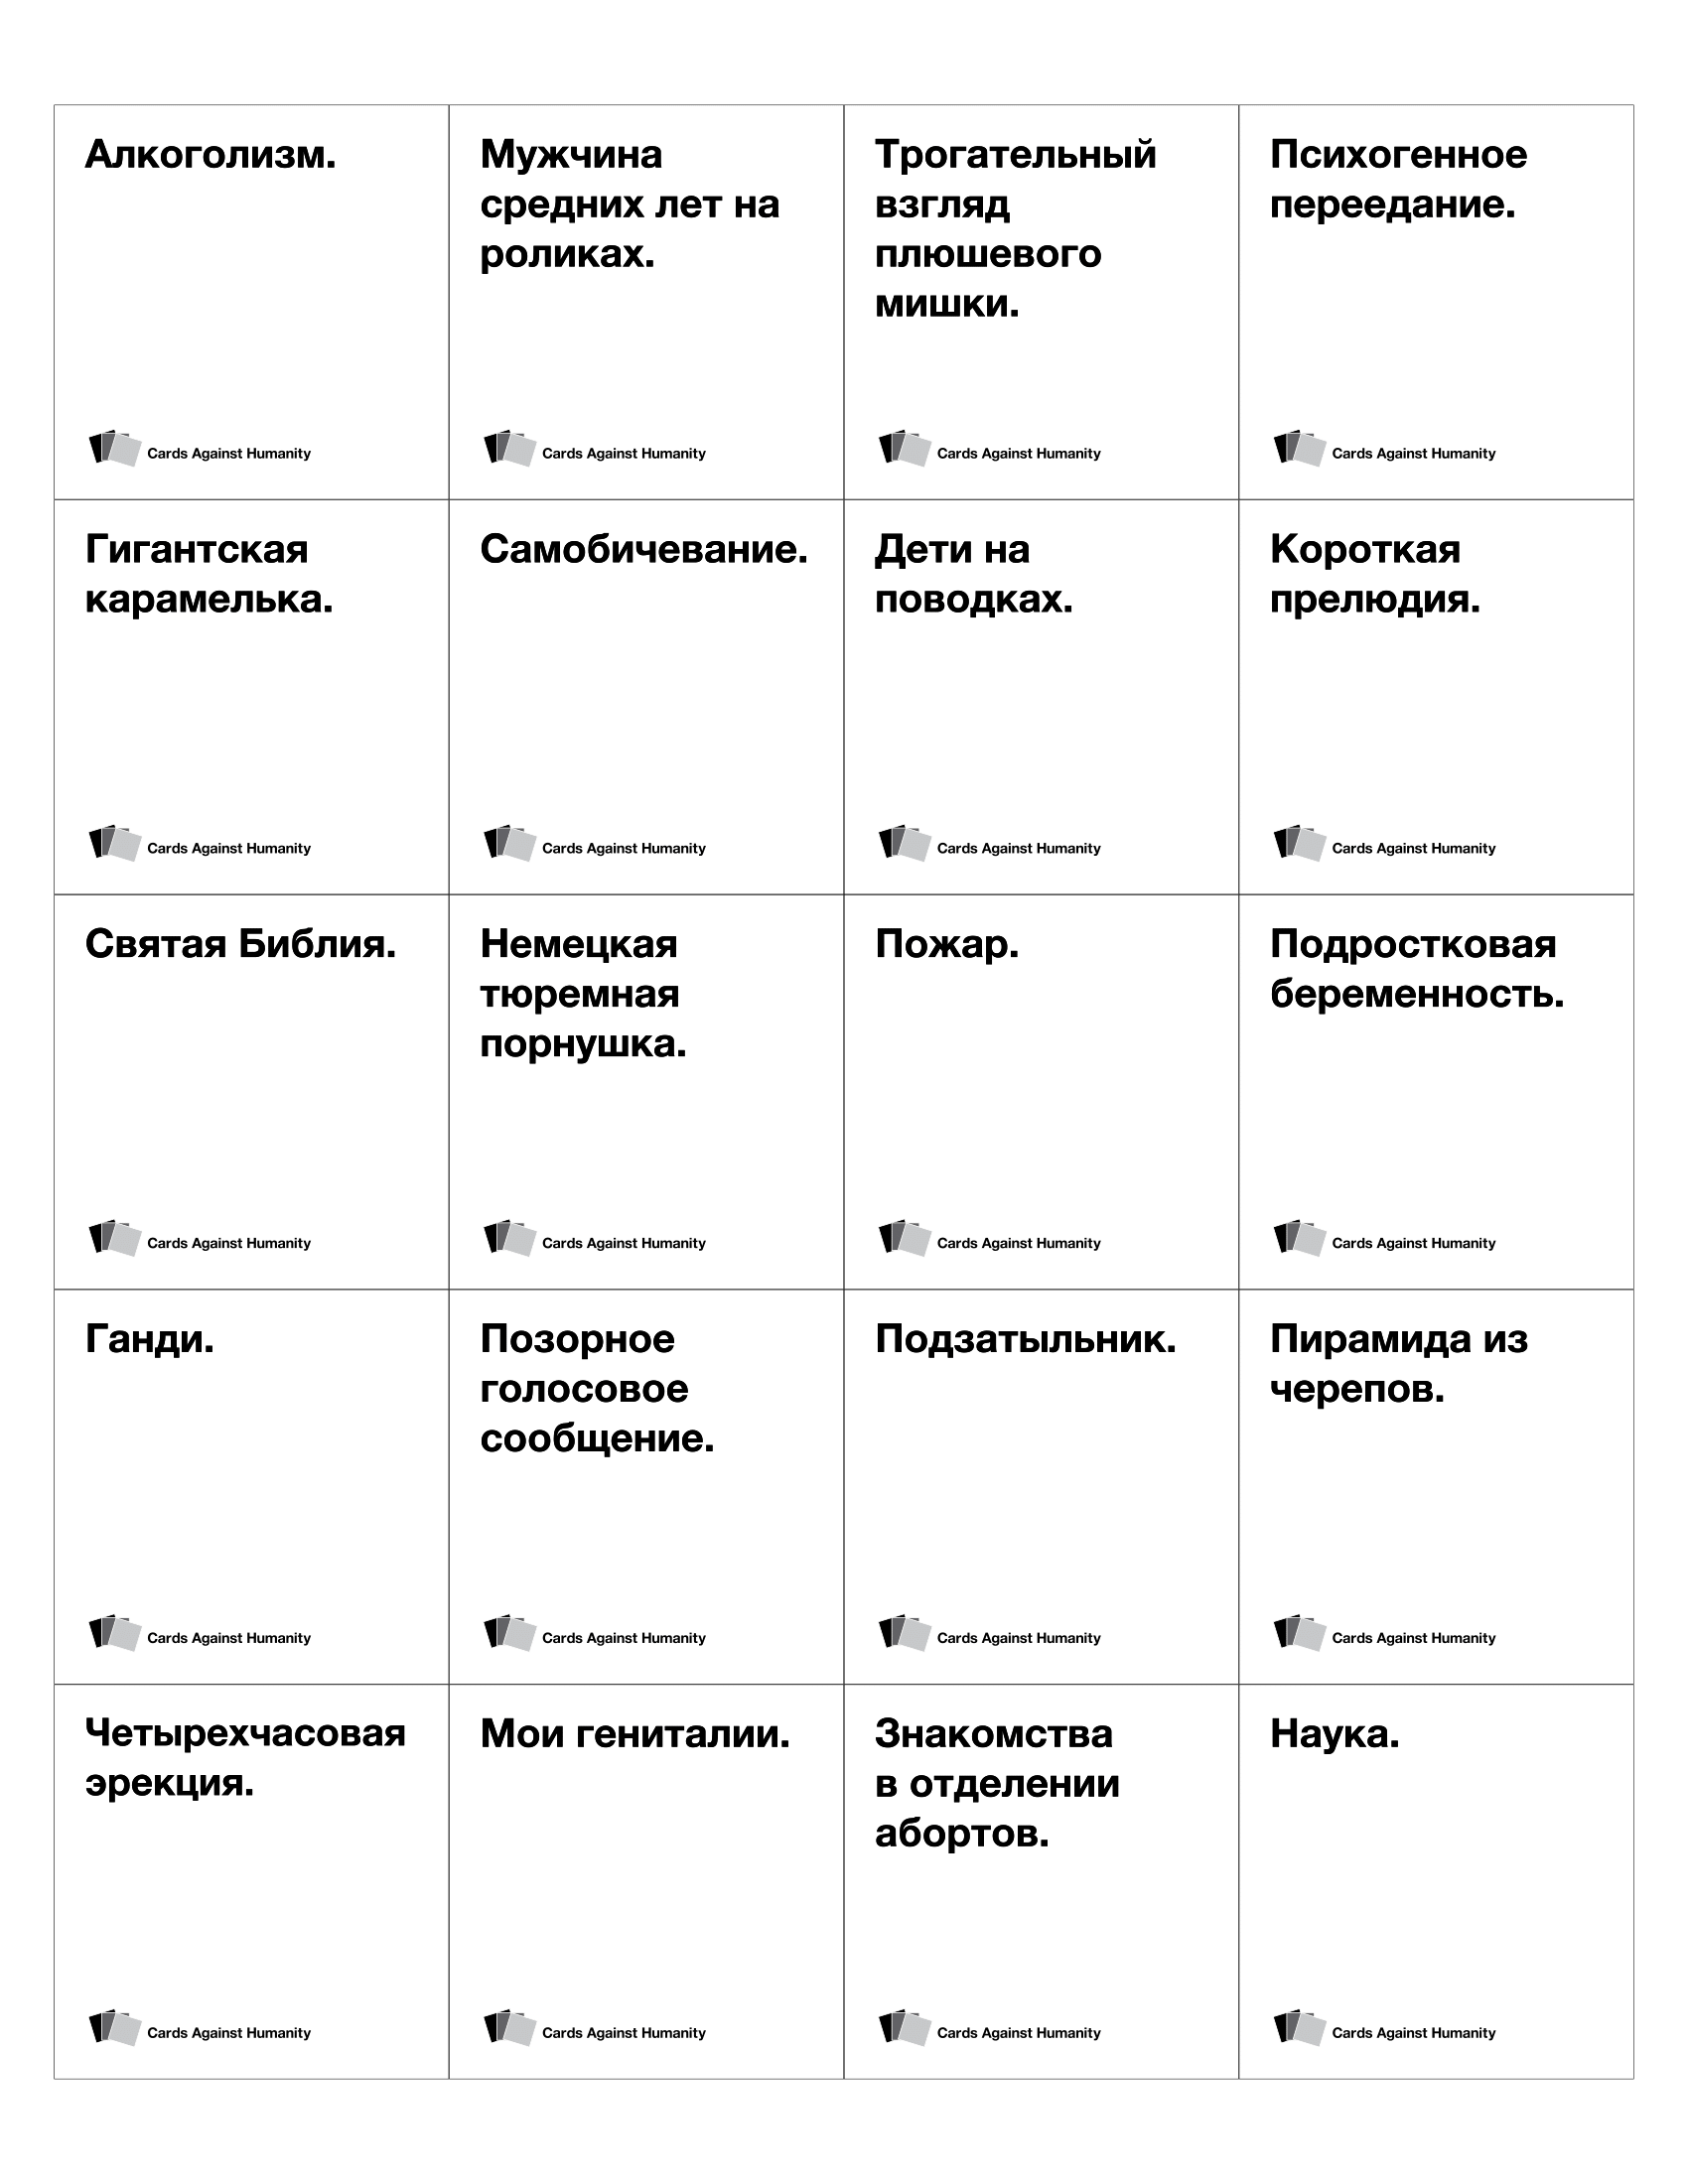 Алкоголизм.
Cards Against Humanity
Мужчина
средних лет на
роликах.
Cards Against Humanity
Трогательный
взгляд
плюшевого
мишки.
Cards Against Humanity
Психогенное
переедание.
Cards Against Humanity
Гигантская
карамелька.
Cards Against Humanity
Самобичевание.
Cards Against Humanity
Дети на
поводках.
Cards Against Humanity
Короткая
прелюдия.
Cards Against Humanity
Святая Библия.
Cards Against Humanity
Немецкая
тюремная
порнушка.
Cards Against Humanity
Пожар.
Cards Against Humanity
Подростковая
беременность.
Cards Against Humanity
Ганди.
Cards Against Humanity
Позорное
голосовое
сообщение.
Cards Against Humanity
Подзатыльник.
Cards Against Humanity
Пирамида из
черепов.
Cards Against Humanity
Четырехчасовая
эрекция.
Cards Against Humanity
Мои гениталии.
Cards Against Humanity
Знакомства
в отделении
абортов.
Cards Against Humanity
Наука.
Cards Against Humanity